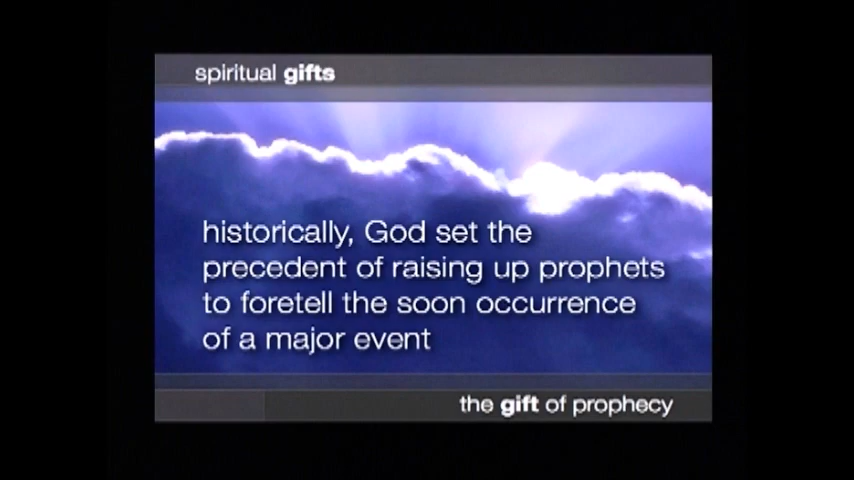 spiritual gifts
historically, God set the
precedent of raising up prophets
to foretell the soon occurrence
of a major event
the gift of prophecy